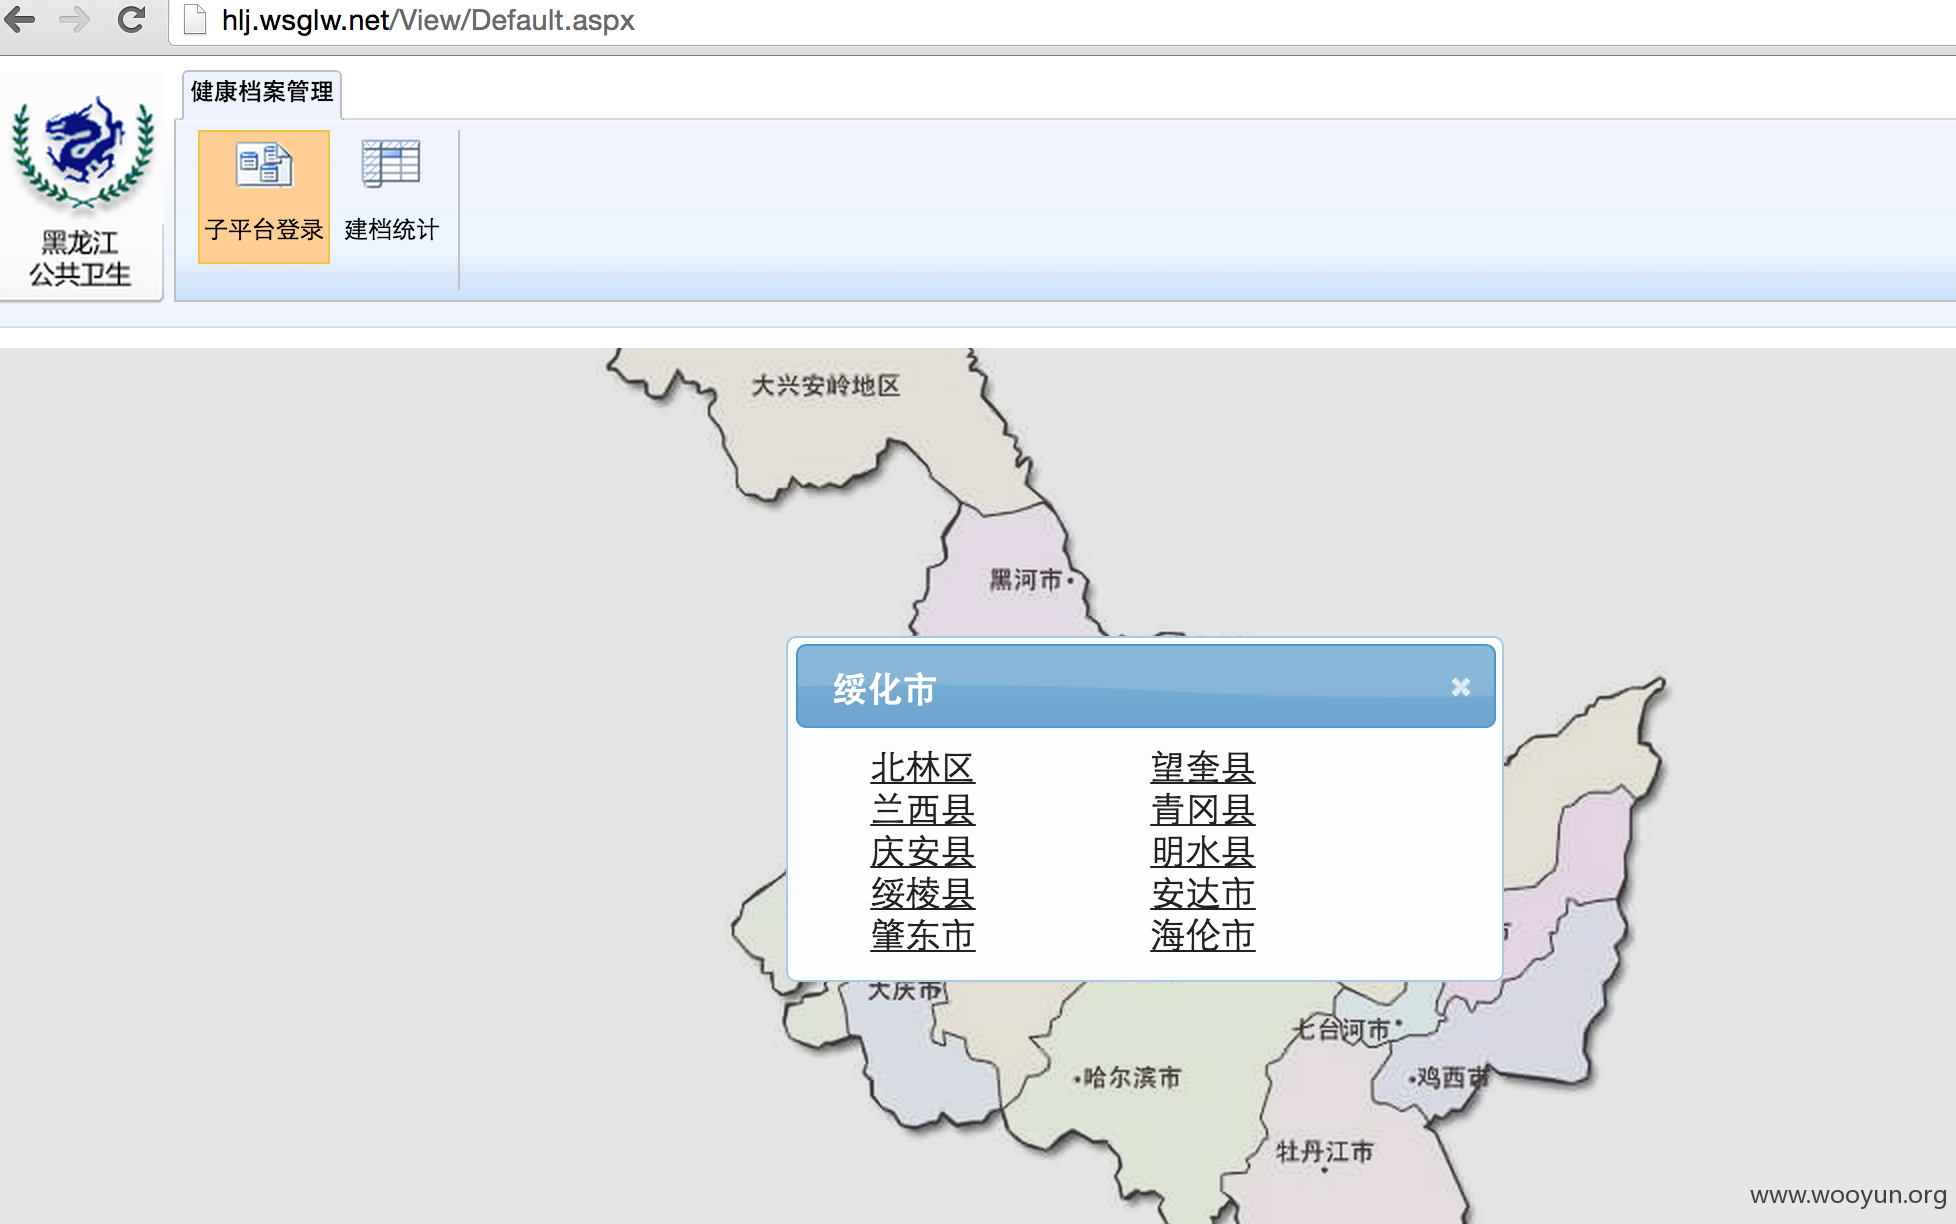 hlj.wsglw.net/View/Default.aspx
健康档案管理
子平台登录
建档统计
黑龙江
公共卫生
大兴安岭地区
黑河市
绥化市
北林区
望奎县
兰西县
青冈县
庆安县
明水县
绥棱县
安达市
肇东市
海伦市
大庆市
七台河市
哈尔滨市
鸡西市
牡丹江市
www.wooyun.org